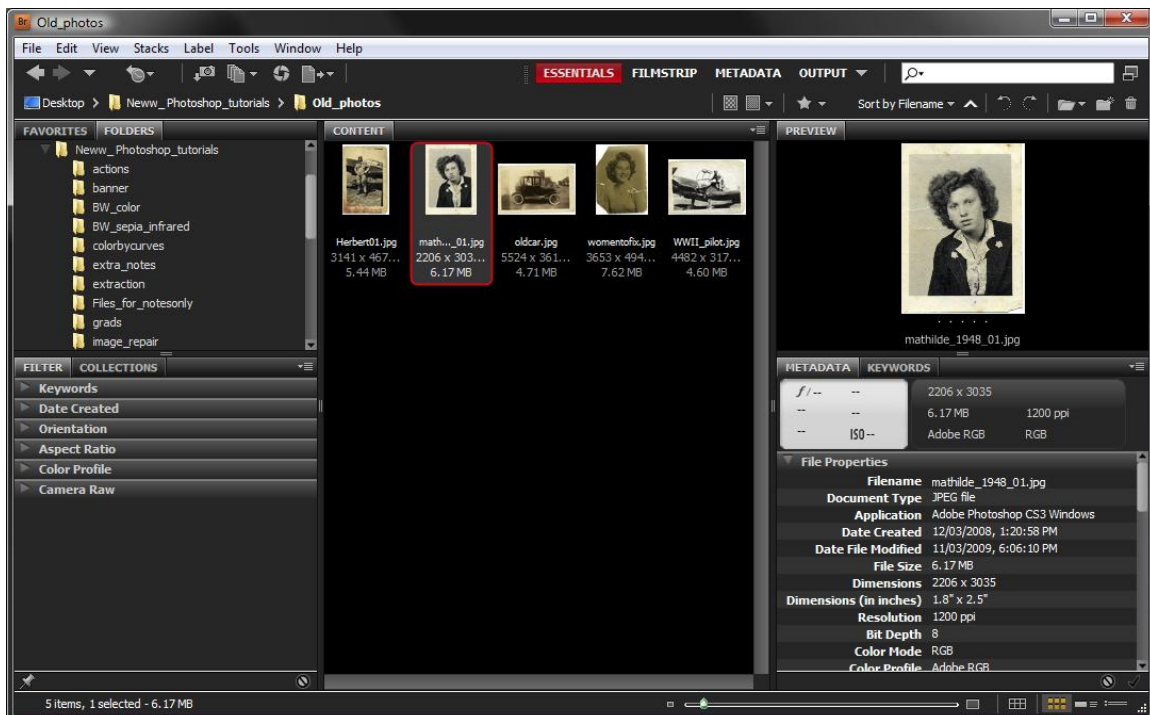 Br Old_photos
File Edit View Stacks Label Tools Window Help
ESSENTIALS FILMSTRIP METADATA OUTPUT
Desktop > Neww_Photoshop_tutorials > Old_photos
Sort by Filename
FAVORITES FOLDERS
Neww_Photoshop_tutorials
actions
banner
BW_color
BW_sepia_infrared
colorbycurves
extra_notes
extraction
Files_for_notesonly
grads
image_repair
FILTER COLLECTIONS
Keywords
Date Created
Orientation
Aspect Ratio
Color Profile
Camera Raw
CONTENT
Herbert01.jpg
3141 x 467...
5.44 MB
math..._01.jpg
2206 x 303...
6.17 MB
oldcar.jpg
5524 x 361...
4.71 MB
womentofix.jpg
3653 x 494...
7.62 MB
WWII_pilot.jpg
4482 x 317...
4.60 MB
PREVIEW
mathilde_1948_01.jpg
METADATA KEYWORDS
f/-- --
-- --
-- ISO --
2206 x 3035
6.17 MB 1200 ppi
Adobe RGB RGB
File Properties
Filename mathilde_1948_01.jpg
Document Type JPEG file
Application Adobe Photoshop CS3 Windows
Date Created 12/03/2008, 1:20:58 PM
Date File Modified 11/03/2009, 6:06:10 PM
File Size 6.17 MB
Dimensions 2206 x 3035
Dimensions (in inches) 1.8" x 2.5"
Resolution 1200 ppi
Bit Depth 8
Color Mode RGB
Color Profile Adobe RGB
5 items, 1 selected - 6.17 MB